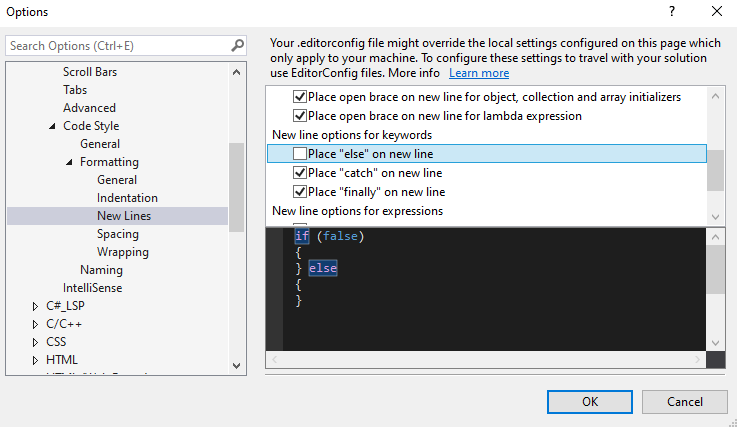 Options
?
Search Options (Ctrl+E)
Scroll Bars
Tabs
Advanced
Code Style
General
Formatting
General
Indentation
New Lines
Spacing
Wrapping
Naming
IntelliSense
C#_LSP
C/C++
CSS
HTML
Your .editorconfig file might override the local settings configured on this page which
only apply to your machine. To configure these settings to travel with your solution
use EditorConfig files. More info Learn more
Place open brace on new line for object, collection and array initializers
Place open brace on new line for lambda expression
New line options for keywords
Place "else" on new line
Place "catch" on new line
Place "finally" on new line
New line options for expressions
if (false)
{
} else
{
}
OK
Cancel